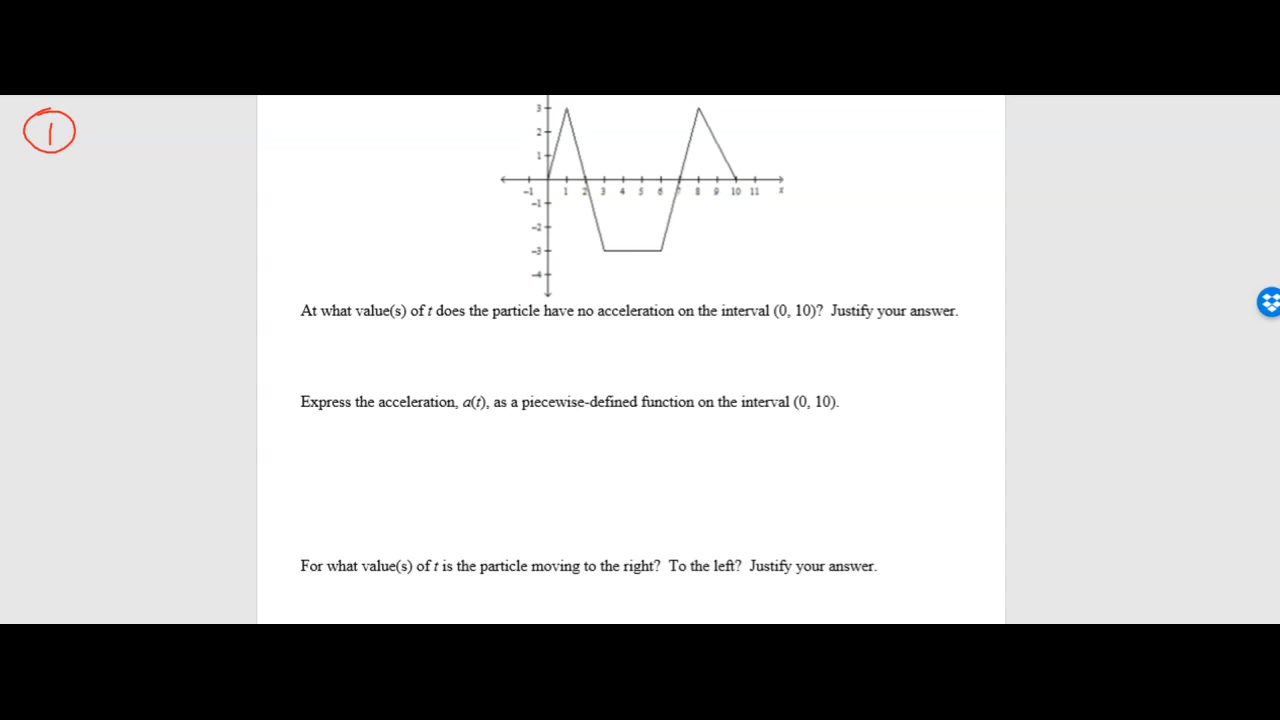 1
3
2
1
-1 1 2 3 4 5 6 7 8 9 10 11 x
-1
-2
-3
-4
At what value(s) of t does the particle have no acceleration on the interval (0, 10)? Justify your answer.
Express the acceleration, a(t), as a piecewise-defined function on the interval (0, 10).
For what value(s) of t is the particle moving to the right? To the left? Justify your answer.